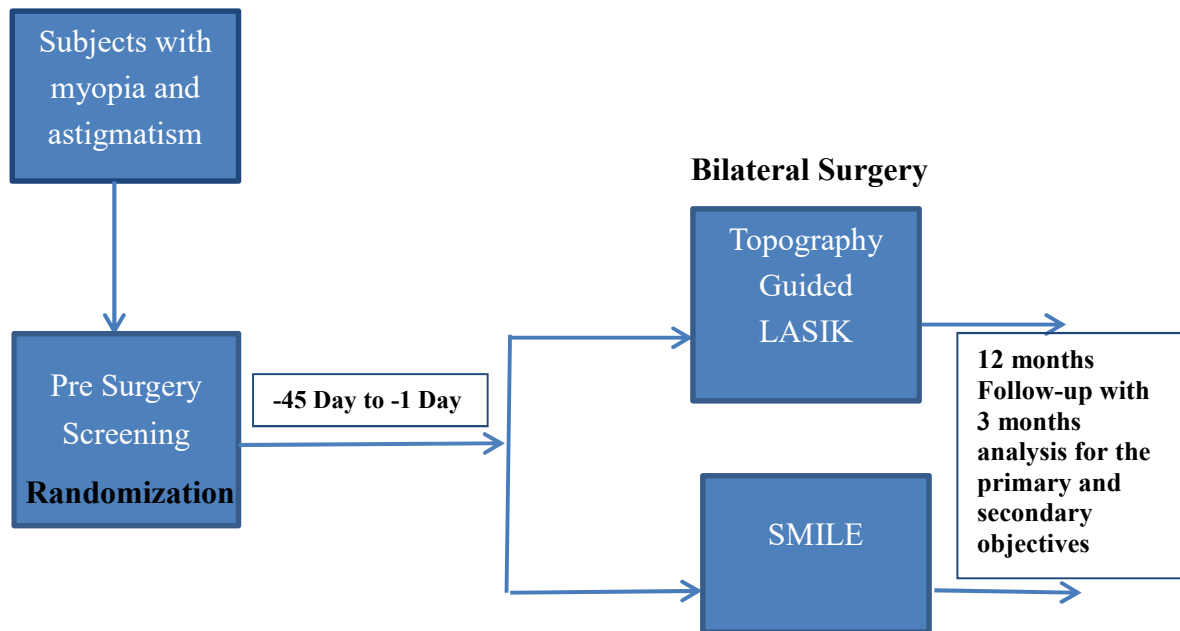 Subjects with
myopia and
astigmatism
Pre Surgery
Screening
Randomization
-45 Day to -1 Day
Bilateral Surgery
Topography
Guided
LASIK
SMILE
12 months
Follow-up with
3 months
analysis for the
primary and
secondary
objectives